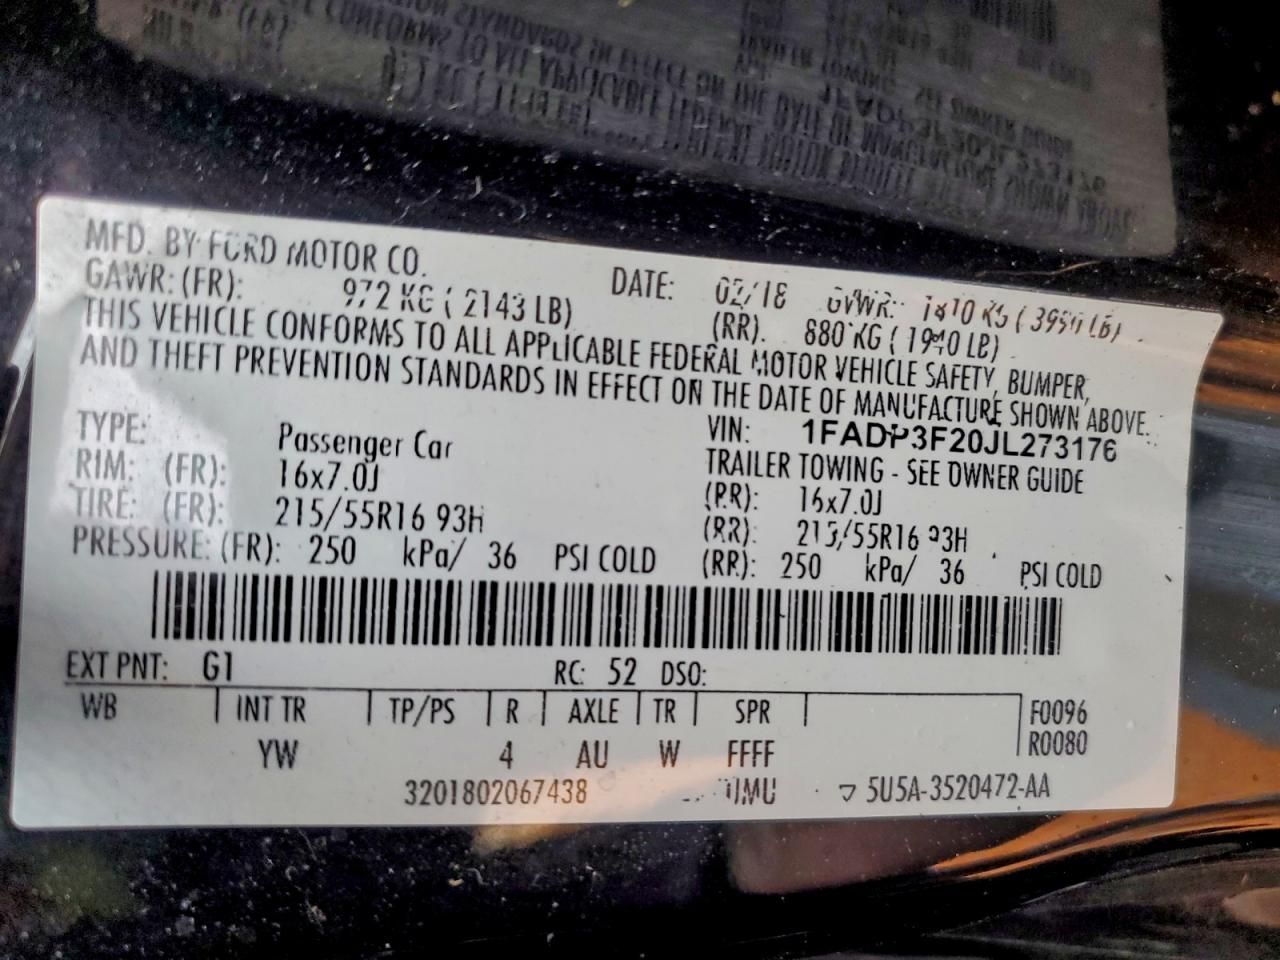 MFD. BY FORD MOTOR CO.
DATE: 02/18 GVWR: 1810 KG ( 3990 LB)
GAWR: (FR): 972 KG ( 2143 LB) (RR). 880 KG ( 1940 LB)
THIS VEHICLE CONFORMS TO ALL APPLICABLE FEDERAL MOTOR VEHICLE SAFETY, BUMPER,
AND THEFT PREVENTION STANDARDS IN EFFECT ON THE DATE OF MANUFACTURE SHOWN ABOVE.
VIN: 1FADP3F20JL273176
TYPE: Passenger Car TRAILER TOWING - SEE OWNER GUIDE
RIM: (FR): 16x7.0J (RR): 16x7.0J
TIRE: (FR): 215/55R16 93H (RR): 215/55R16 93H
PRESSURE: (FR): 250 kPa/ 36 PSI COLD (RR): 250 kPa/ 36 PSI COLD
EXT PNT: G1 RC: 52 DSO:
WB INT TR TP/PS R AXLE TR SPR F0096
YW 4 AU W FFFF R0080
3201802067438 5U5A-3520472-AA